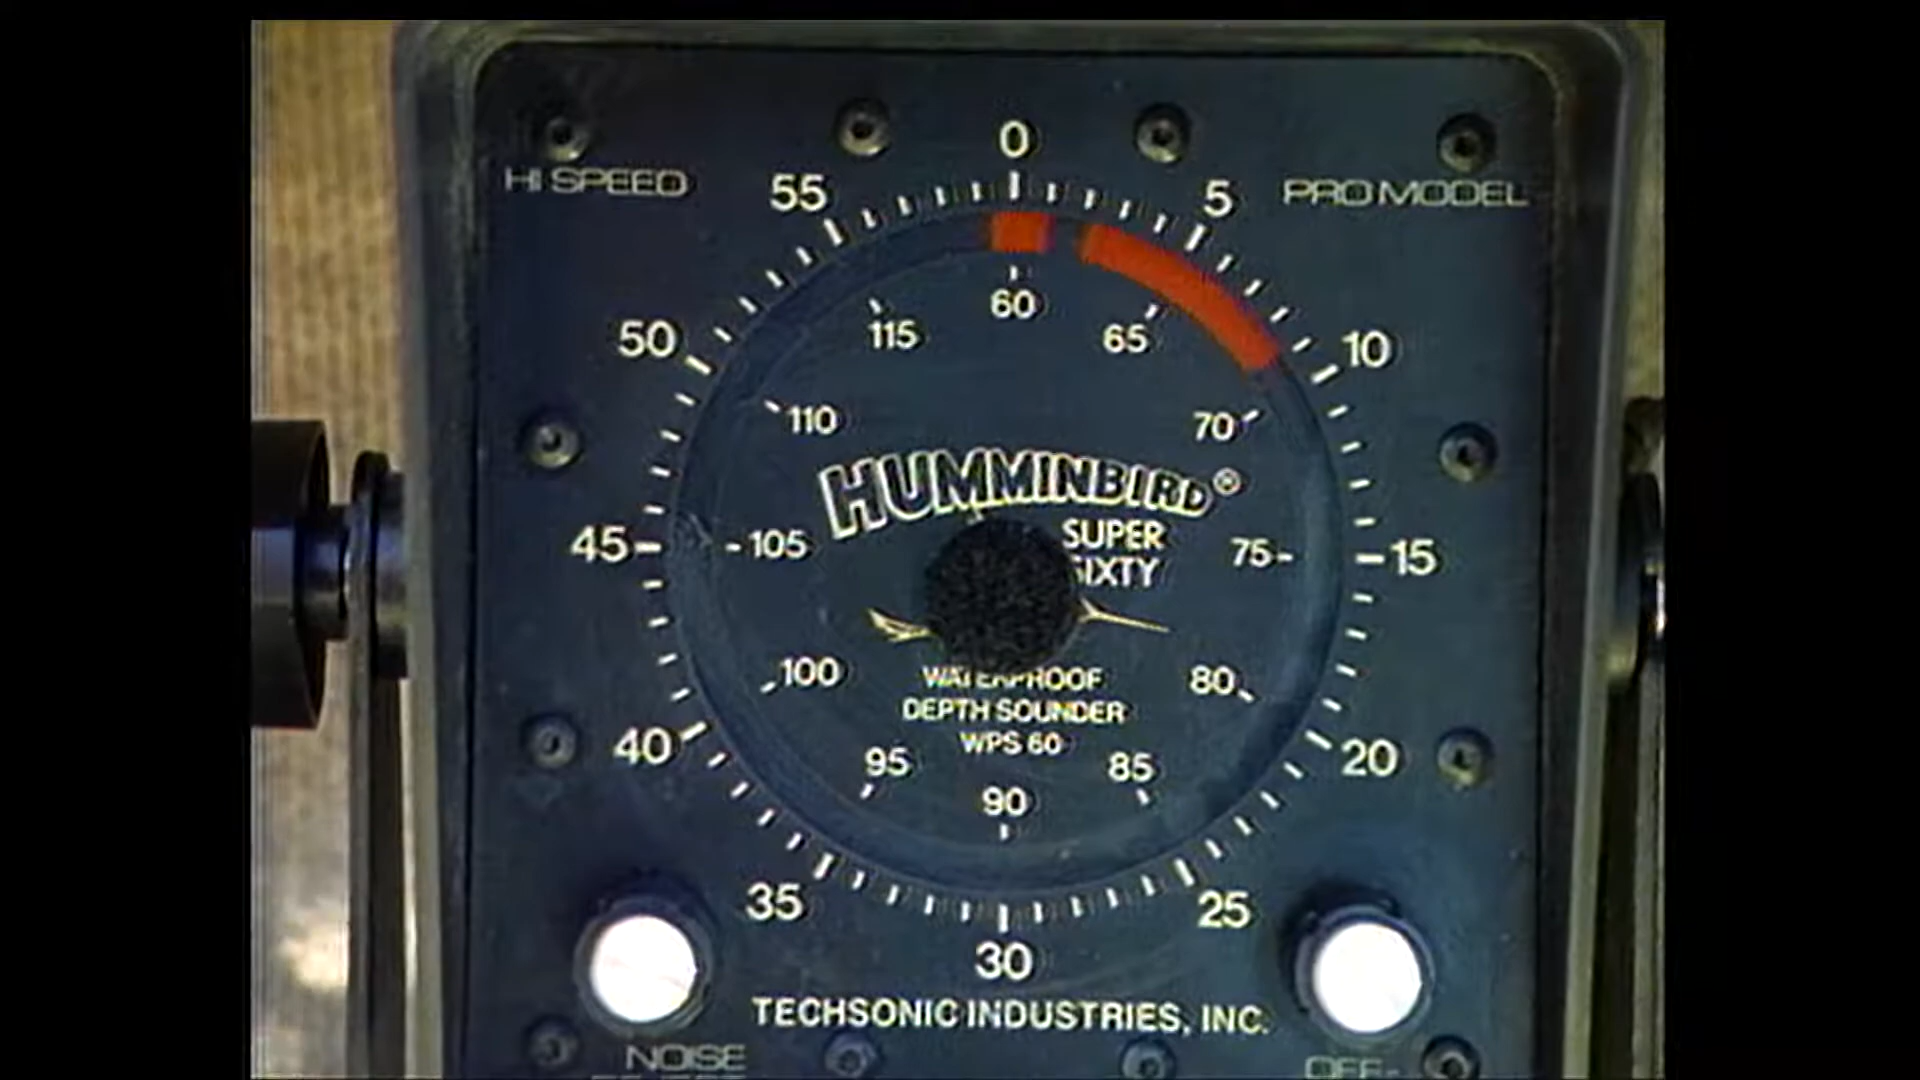 0
HI SPEED
55
5
PRO MODEL
60
115
65
50
10
110
70
HUMMINBIRD®
SUPER
SIXTY
45
105
75
15
100
WATERPROOF
80
DEPTH SOUNDER
WPS 60
40
20
95
85
90
35
25
30
TECHSONIC INDUSTRIES, INC.
NOISE
OFF-